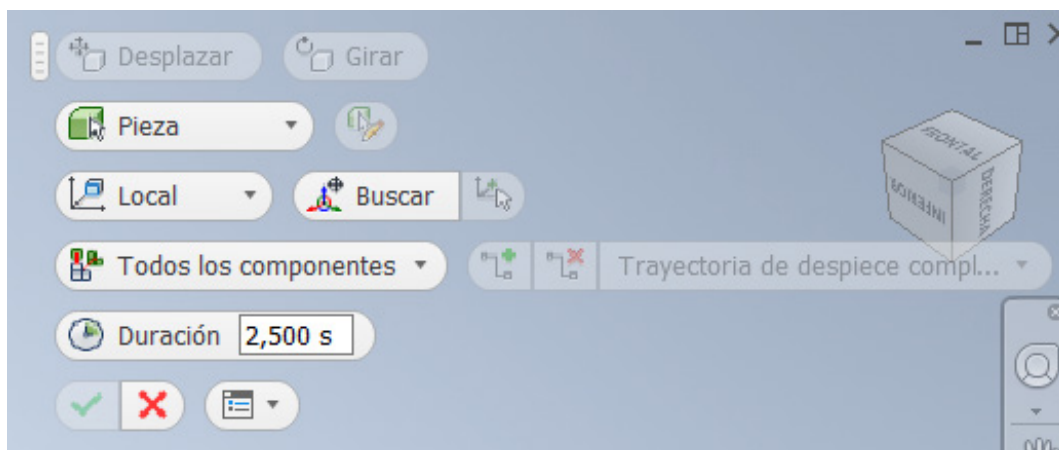 Desplazar Girar
FRONTAL
Pieza
INFERIOR DERECHA
Local Buscar
Todos los componentes Trayectoria de despiece compl...
Duración 2,500 s